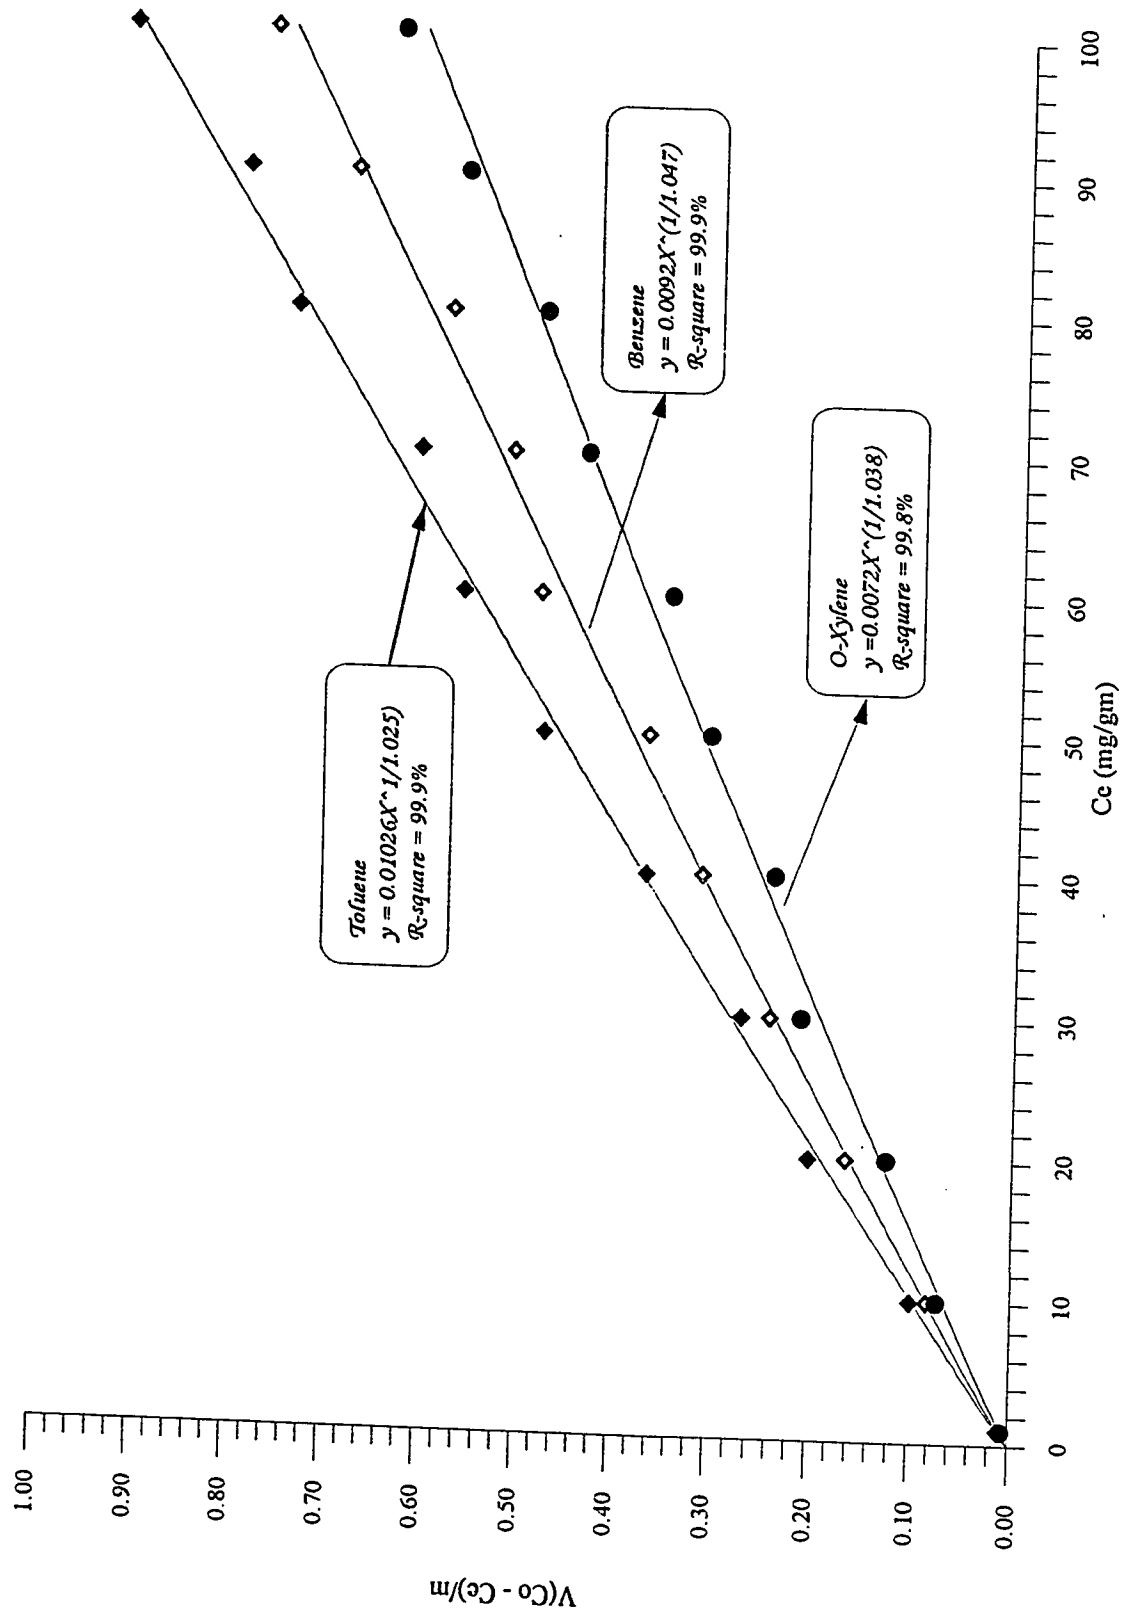 V(Co - Cc)/m
1.00
0.90
0.80
0.70
0.60
0.50
0.40
0.30
0.20
0.10
0.00
Toluene
y = 0.01026X^1/1.025)
R-square = 99.9%
Benzene
y = 0.0092X^(1/1.047)
R-square = 99.9%
O-Xylene
y =0.0072X^(1/1.038)
R-square = 99.8%
0
10
20
30
40
50
60
70
80
90
100
Cc (mg/gm)